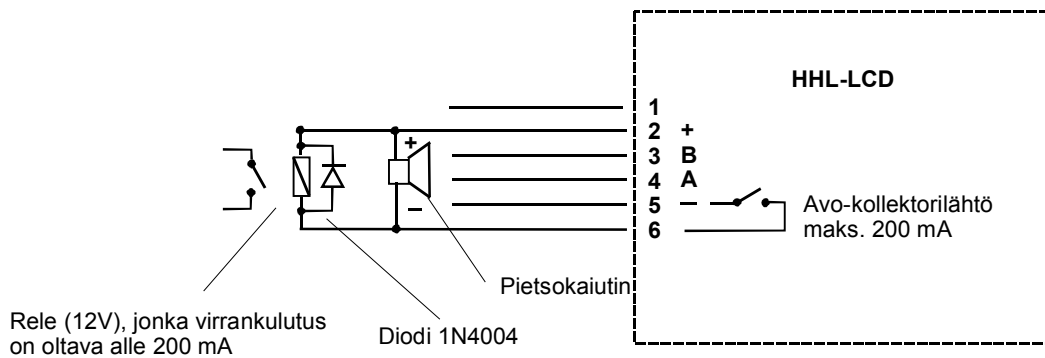 HHL-LCD
1
2 +
3 B
4 A
5 –
6
+
–
Avo-kollektorilähtö
maks. 200 mA
Pietsokaiutin
Diodi 1N4004
Rele (12V), jonka virrankulutus
on oltava alle 200 mA